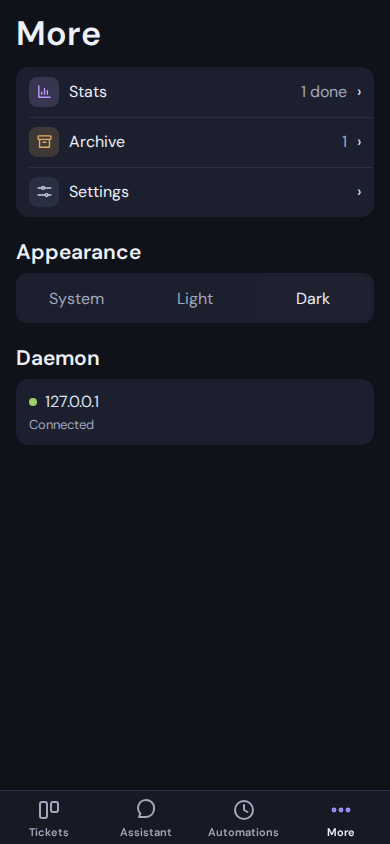 More
Stats 1 done ›
Archive 1 ›
Settings ›
Appearance
System Light Dark
Daemon
127.0.0.1
Connected
Tickets Assistant Automations More